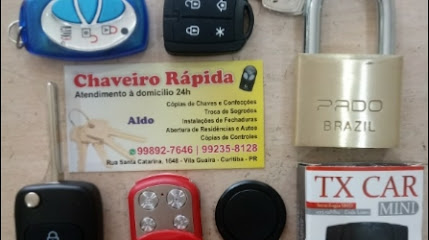 Chaveiro Rápida
Atendimento à domicílio 24h
Cópias de Chaves e Confecções
Troca de Segredos
Aldo
Instalações de Fechaduras
Abertura de Residências e Autos
Cópias de Controles
99892-7646 99235-8128
Rua Santa Catarina, 1648 - Vila Guaira - Curitiba - PR
PADO
BRAZIL
TX CAR
MINI